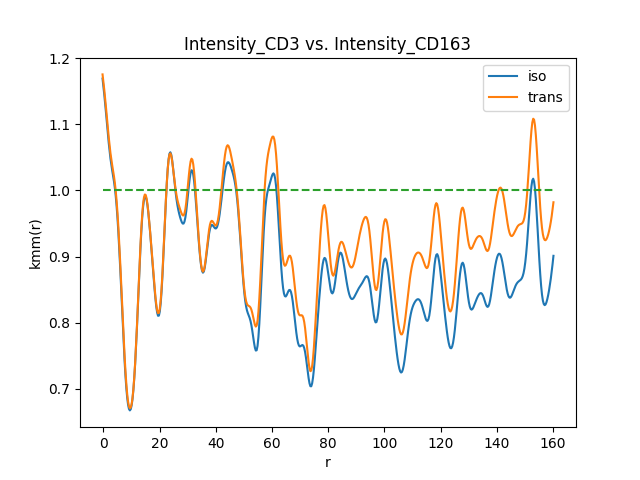 Intensity_CD3 vs. Intensity_CD163
iso
trans
1.2
1.1
1.0
0.9
0.8
0.7
kmm(r)
0 20 40 60 80 100 120 140 160
r